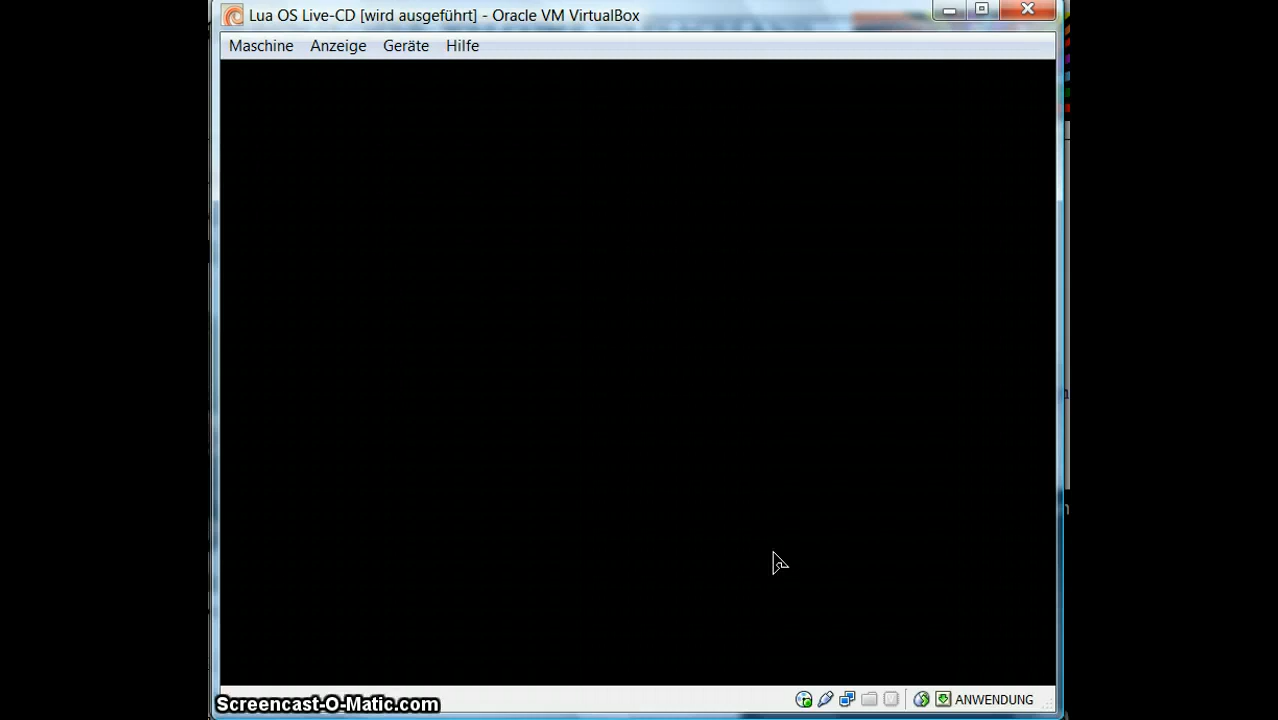 Lua OS Live-CD [wird ausgeführt] - Oracle VM VirtualBox
Maschine Anzeige Geräte Hilfe
Screencast-O-Matic.com
ANWENDUNG